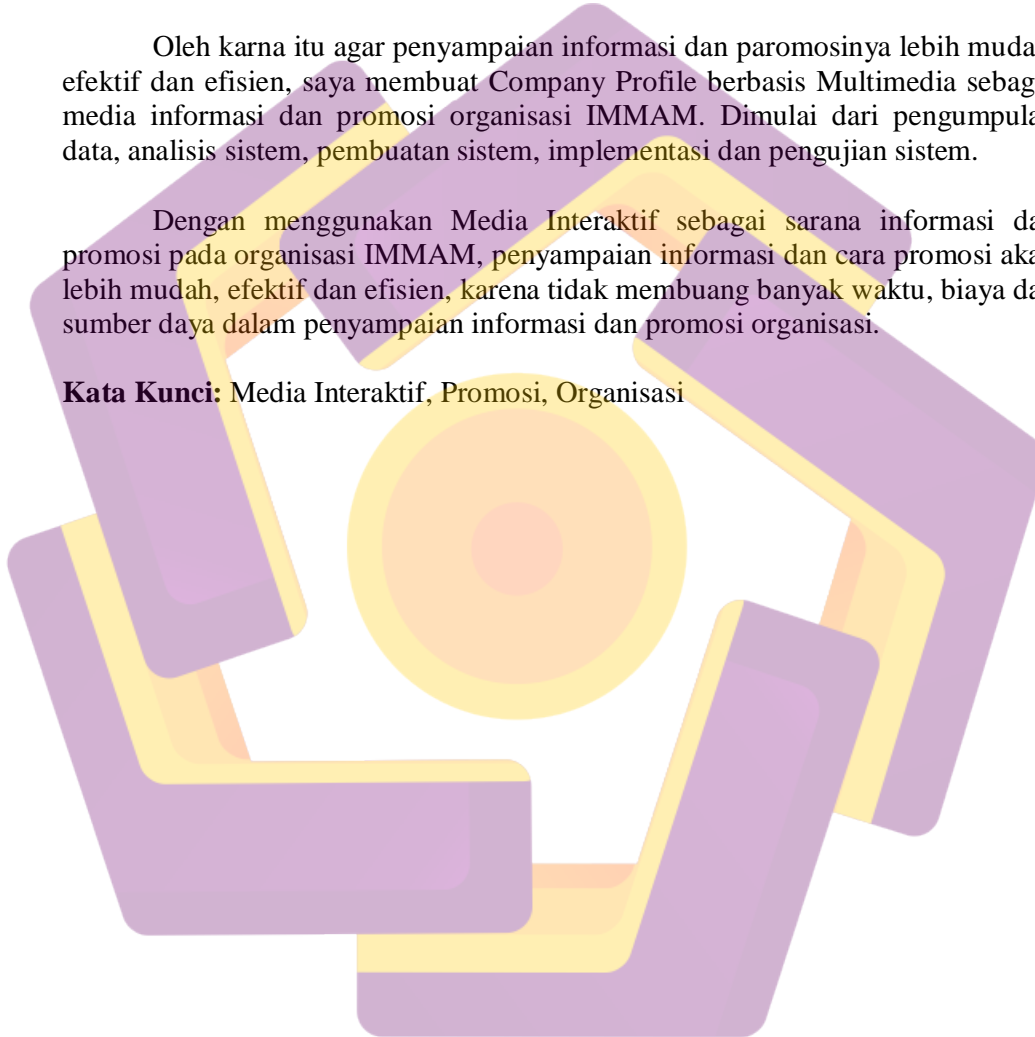 Oleh karna itu agar penyampaian informasi dan paromosinya lebih muda
efektif dan efisien, saya membuat Company Profile berbasis Multimedia sebag
media informasi dan promosi organisasi IMMAM. Dimulai dari pengumpula
data, analisis sistem, pembuatan sistem, implementasi dan pengujian sistem.
Dengan menggunakan Media Interaktif sebagai sarana informasi da
promosi pada organisasi IMMAM, penyampaian informasi dan cara promosi aka
lebih mudah, efektif dan efisien, karena tidak membuang banyak waktu, biaya da
sumber daya dalam penyampaian informasi dan promosi organisasi.
Kata Kunci: Media Interaktif, Promosi, Organisasi